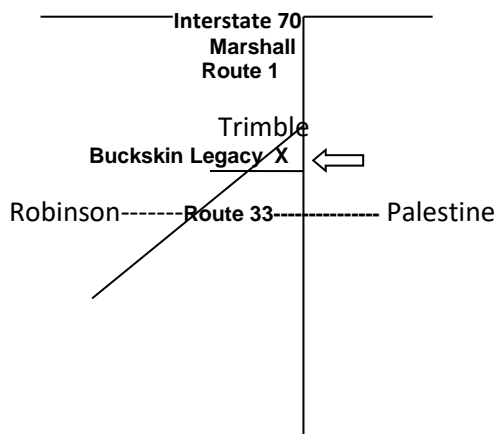 Interstate 70
Marshall
Route 1
Trimble
Buckskin Legacy X
Robinson-------Route 33--------------- Palestine